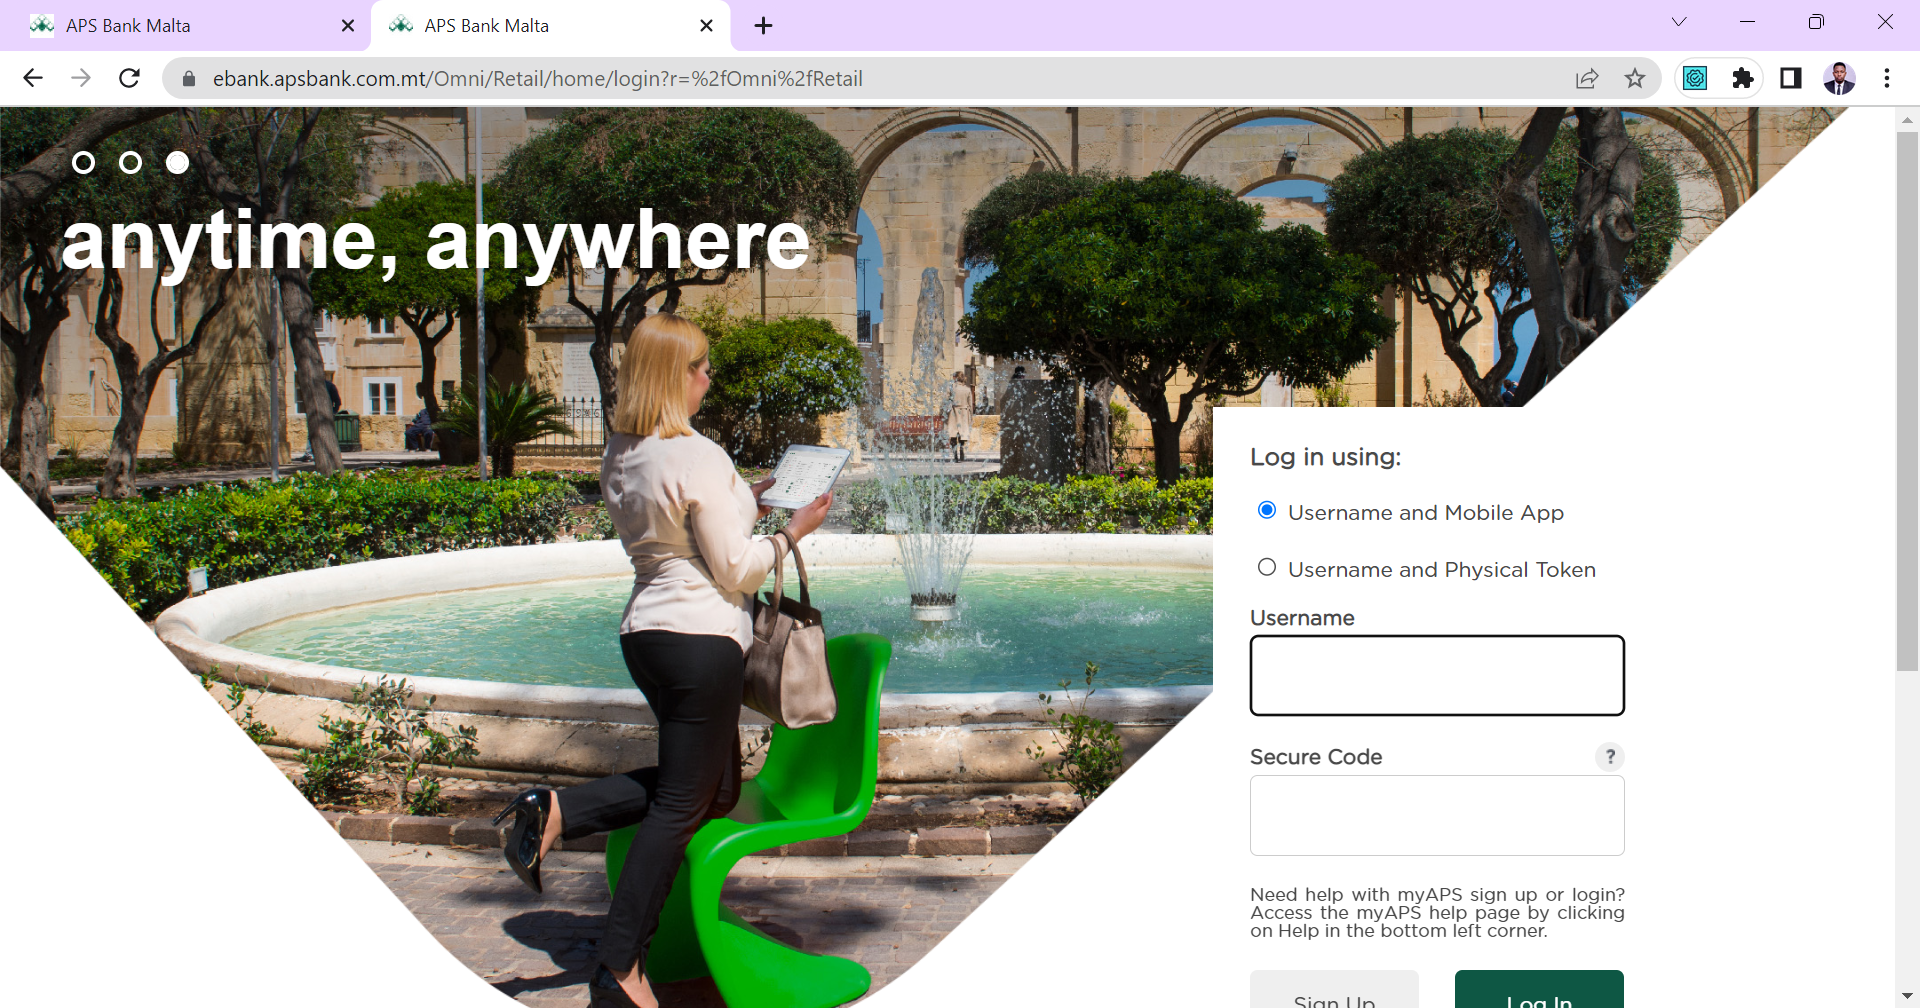 APS Bank Malta
APS Bank Malta
ebank.apsbank.com.mt/Omni/Retail/home/login?r=%2fOmni%2fRetail
anytime, anywhere
Log in using:
Username and Mobile App
Username and Physical Token
Username
Secure Code
?
Need help with myAPS sign up or login?
Access the myAPS help page by clicking
on Help in the bottom left corner.
Sign Up
Log In